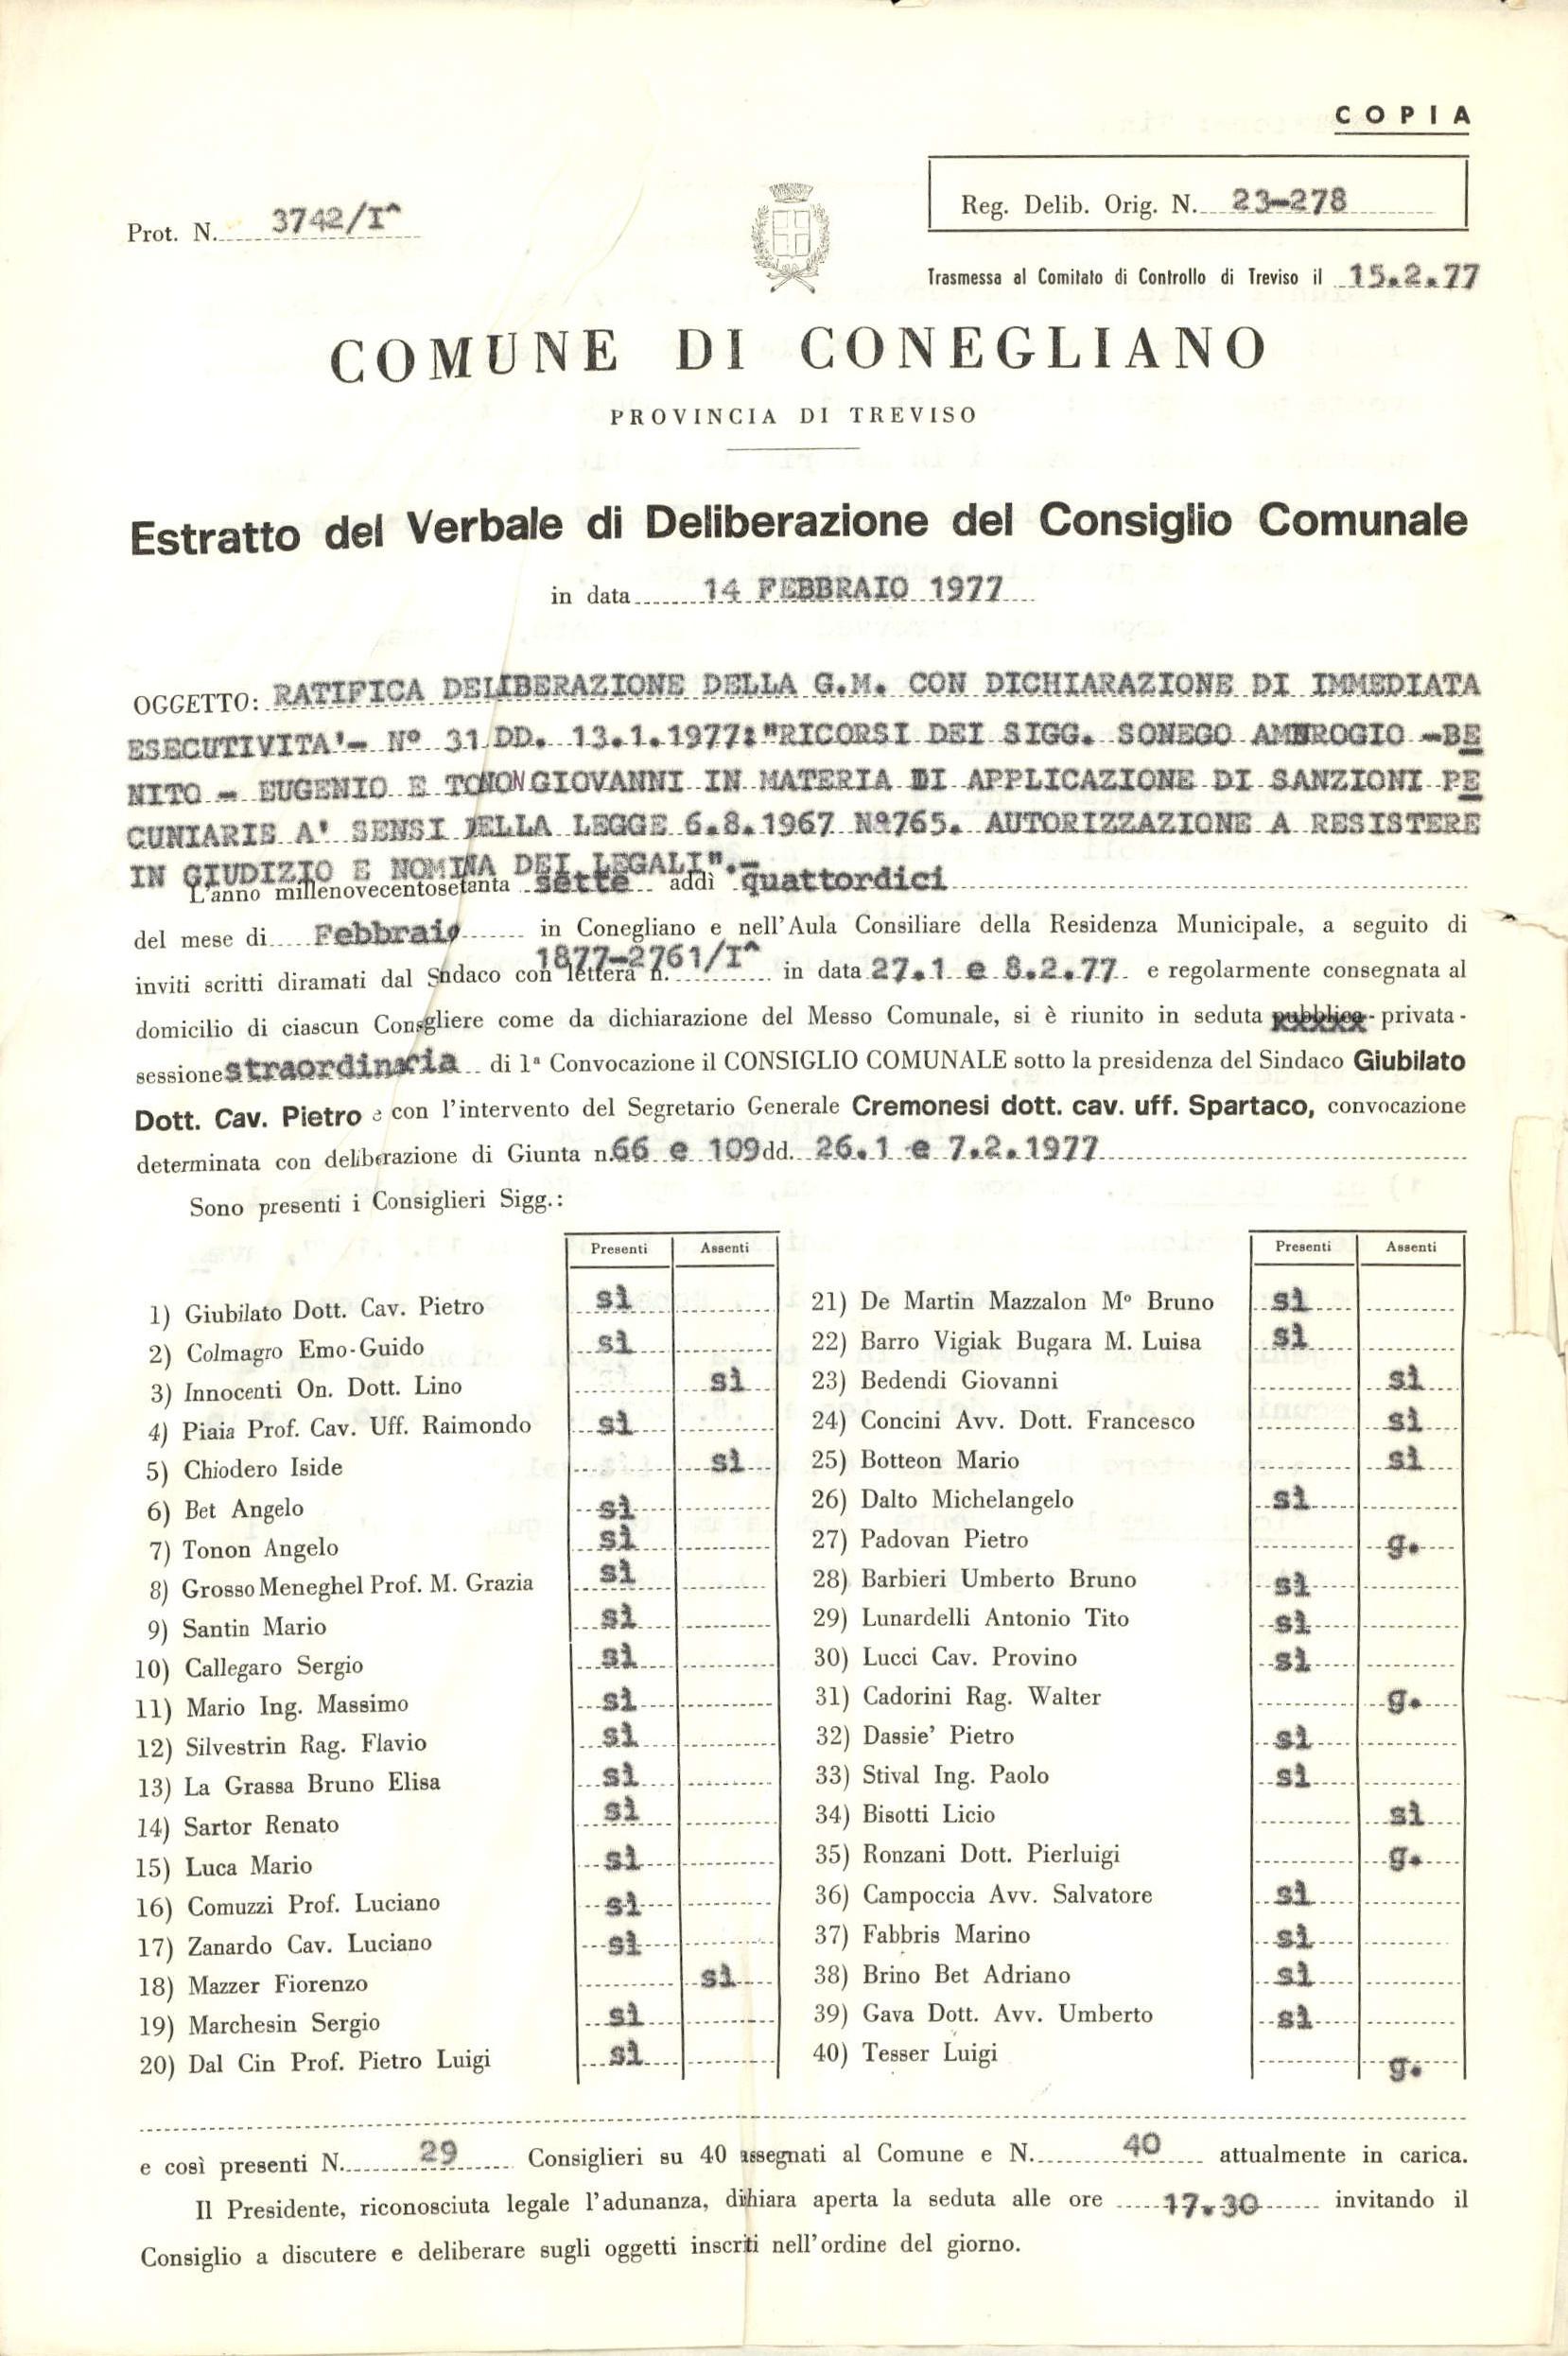 COPIA
Prot. N. 3742/I^
Reg. Delib. Orig. N. 23-278
Trasmessa al Comitato di Controllo di Treviso il 15.2.77
COMUNE DI CONEGLIANO
PROVINCIA DI TREVISO
Estratto del Verbale di Deliberazione del Consiglio Comunale
in data 14 FEBBRAIO 1977
OGGETTO: RATIFICA DELIBERAZIONE DELLA G.M. CON DICHIARAZIONE DI IMMEDIATA
ESECUTIVITA'- N° 31 DD. 13.1.1977:"RICORSI DEI SIGG. SONEGO AMBROGIO -BE
NITO - EUGENIO E TONON GIOVANNI IN MATERIA DI APPLICAZIONE DI SANZIONI PE
CUNIARIE A' SENSI DELLA LEGGE 6.8.1967 N°765. AUTORIZZAZIONE A RESISTERE
IN GIUDIZIO E NOMINA DEI LEGALI".-
L'anno millenovecentosetanta sette addì quattordici
del mese di Febbraio in Conegliano e nell'Aula Consiliare della Residenza Municipale, a seguito di
inviti scritti diramati dal Sndaco con lettera n. 1877-2761/I^ in data 27.1 e 8.2.77 e regolarmente consegnata al
domicilio di ciascun Consgliere come da dichiarazione del Messo Comunale, si è riunito in seduta pubblica - privata -
sessione straordinaria di 1ª Convocazione il CONSIGLIO COMUNALE sotto la presidenza del Sindaco Giubilato
Dott. Cav. Pietro e con l'intervento del Segretario Generale Cremonesi dott. cav. uff. Spartaco, convocazione
determinata con deliberazione di Giunta n. 66 e 109 dd. 26.1 e 7.2.1977
Sono presenti i Consiglieri Sigg.:
Presenti Assenti
1) Giubilato Dott. Cav. Pietro sì
2) Colmagro Emo-Guido sì
3) Innocenti On. Dott. Lino sì
4) Piaia Prof. Cav. Uff. Raimondo sì
5) Chiodero Iside sì
6) Bet Angelo sì
7) Tonon Angelo sì
8) Grosso Meneghel Prof. M. Grazia sì
9) Santin Mario sì
10) Callegaro Sergio sì
11) Mario Ing. Massimo sì
12) Silvestrin Rag. Flavio sì
13) La Grassa Bruno Elisa sì
14) Sartor Renato sì
15) Luca Mario sì
16) Comuzzi Prof. Luciano sì
17) Zanardo Cav. Luciano sì
18) Mazzer Fiorenzo sì
19) Marchesin Sergio sì
20) Dal Cin Prof. Pietro Luigi sì
Presenti Assenti
21) De Martin Mazzalon M° Bruno sì
22) Barro Vigiak Bugara M. Luisa sì
23) Bedendi Giovanni sì
24) Concini Avv. Dott. Francesco sì
25) Botteon Mario sì
26) Dalto Michelangelo sì
27) Padovan Pietro g.
28) Barbieri Umberto Bruno sì
29) Lunardelli Antonio Tito sì
30) Lucci Cav. Provino sì
31) Cadorini Rag. Walter g.
32) Dassie' Pietro sì
33) Stival Ing. Paolo sì
34) Bisotti Licio sì
35) Ronzani Dott. Pierluigi g.
36) Campoccia Avv. Salvatore sì
37) Fabbris Marino sì
38) Brino Bet Adriano sì
39) Gava Dott. Avv. Umberto sì
40) Tesser Luigi g.
e così presenti N. 29 Consiglieri su 40 assegnati al Comune e N. 40 attualmente in carica.
Il Presidente, riconosciuta legale l'adunanza, dihiara aperta la seduta alle ore 17.30 invitando il
Consiglio a discutere e deliberare sugli oggetti inscriti nell'ordine del giorno.